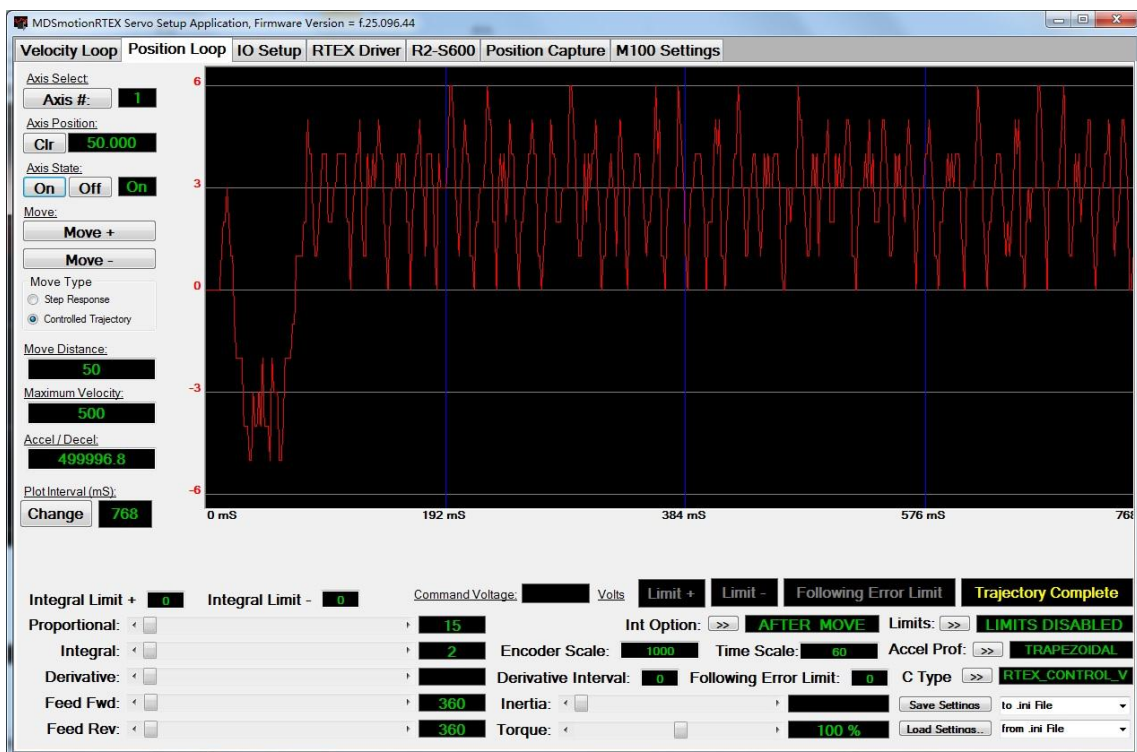 MDSmotionRTEX Servo Setup Application, Firmware Version = f.25.096.44
Velocity Loop Position Loop IO Setup RTEX Driver R2-S600 Position Capture M100 Settings
Axis Select
Axis #: 1
Axis Position:
Clr 50.000
Axis State:
On Off On
Move:
Move +
Move -
Move Type
Step Response
Controlled Trajectory
Move Distance:
50
Maximum Velocity:
500
Accel / Decel:
499996.8
Plot Interval (mS):
Change 768
6
3
0
-3
-6
0 mS 192 mS 384 mS 576 mS 768
Integral Limit + 0 Integral Limit - 0 Command Voltage: Volts Limit + Limit - Following Error Limit Trajectory Complete
Proportional: 15 Int Option: >> AFTER MOVE Limits: >> LIMITS DISABLED
Integral: 2 Encoder Scale: 1000 Time Scale: 60 Accel Prof: >> TRAPEZOIDAL
Derivative: Derivative Interval: 0 Following Error Limit: 0 C Type >> RTEX_CONTROL_V
Feed Fwd: 360 Inertia: Save Settings to .ini File
Feed Rev: 360 Torque: 100 % Load Settings.. from .ini File